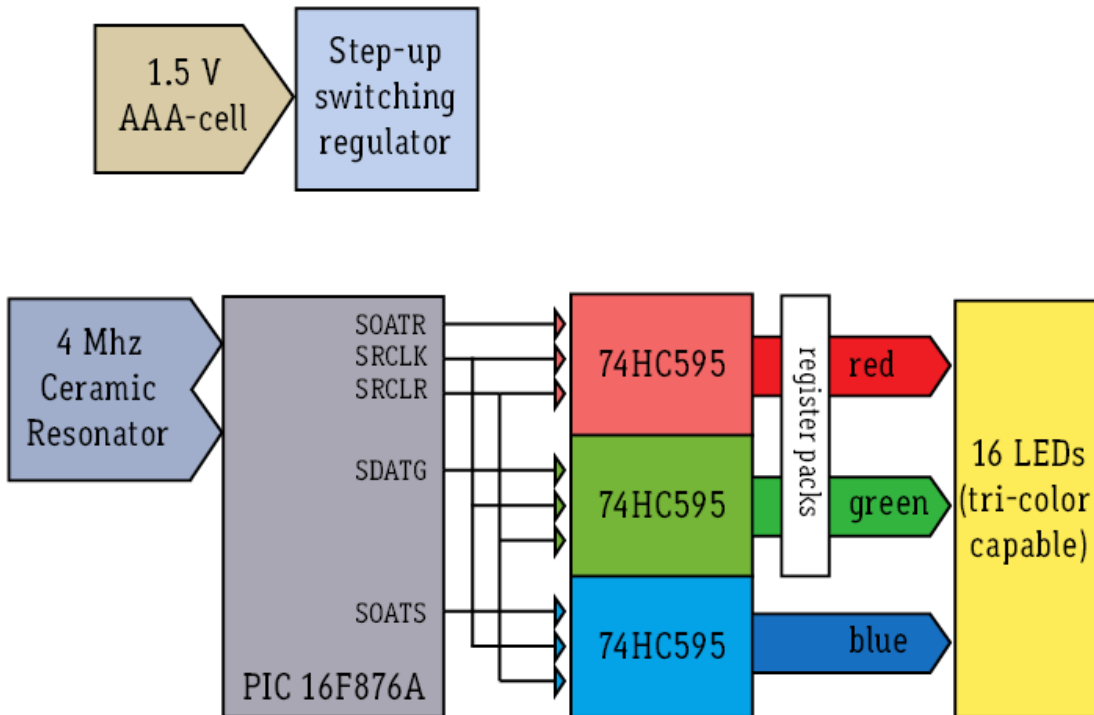 1.5 V
AAA-cell
Step-up
switching
regulator
4 Mhz
Ceramic
Resonator
SOATR
SRCLK
SRCLR
SDATG
SOATS
PIC 16F876A
74HC595
74HC595
74HC595
register packs
red
green
blue
16 LEDs
(tri-color
capable)